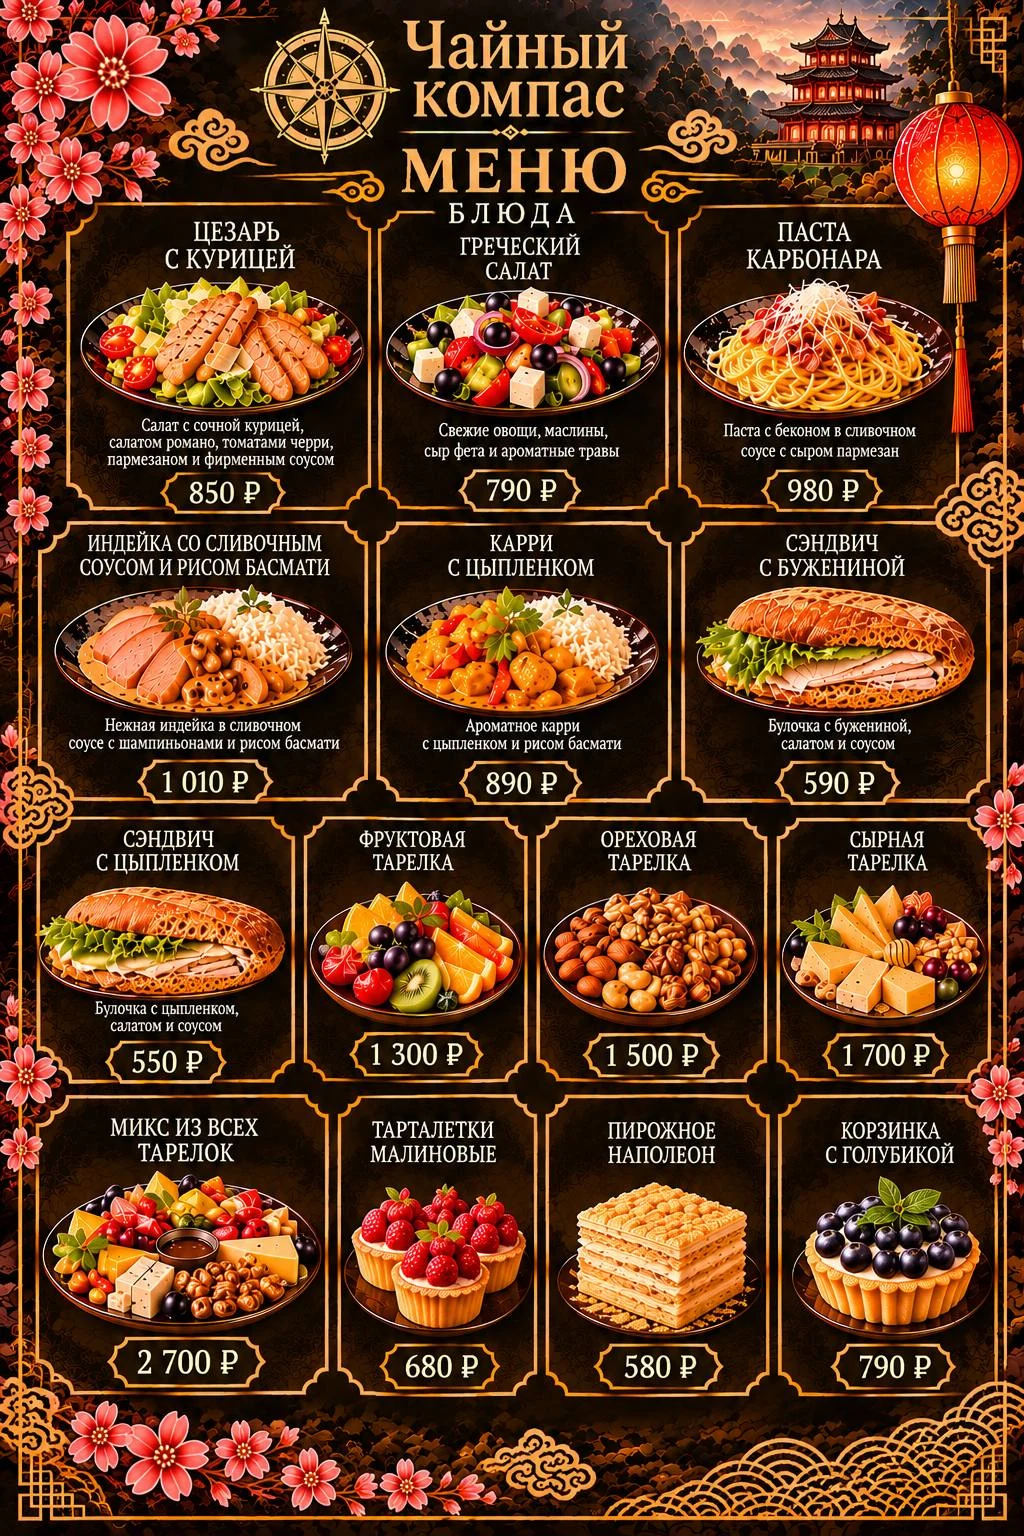 Чайный
компас
МЕНЮ
БЛЮДА
ЦЕЗАРЬ
С КУРИЦЕЙ
Салат с сочной курицей,
салатом романо, томатами черри,
пармезаном и фирменным соусом
850 ₽
ГРЕЧЕСКИЙ
САЛАТ
Свежие овощи, маслины,
сыр фета и ароматные травы
790 ₽
ПАСТА
КАРБОНАРА
Паста с беконом в сливочном
соусе с сыром пармезан
980 ₽
ИНДЕЙКА СО СЛИВОЧНЫМ
СОУСОМ И РИСОМ БАСМАТИ
Нежная индейка в сливочном
соусе с шампиньонами и рисом басмати
1 010 ₽
КАРРИ
С ЦЫПЛЕНКОМ
Ароматное карри
с цыпленком и рисом басмати
890 ₽
СЭНДВИЧ
С БУЖЕНИНОЙ
Булочка с бужениной,
салатом и соусом
590 ₽
СЭНДВИЧ
С ЦЫПЛЕНКОМ
Булочка с цыпленком,
салатом и соусом
550 ₽
ФРУКТОВАЯ
ТАРЕЛКА
1 300 ₽
ОРЕХОВАЯ
ТАРЕЛКА
1 500 ₽
СЫРНАЯ
ТАРЕЛКА
1 700 ₽
МИКС ИЗ ВСЕХ
ТАРЕЛОК
2 700 ₽
ТАРТАЛЕТКИ
МАЛИНОВЫЕ
680 ₽
ПИРОЖНОЕ
НАПОЛЕОН
580 ₽
КОРЗИНКА
С ГОЛУБИКОЙ
790 ₽